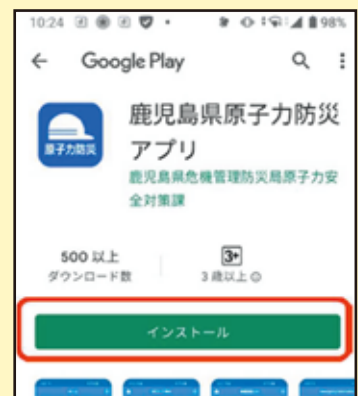 10:24 98%
Google Play
鹿児島県原子力防災
アプリ
原子力防災
鹿児島県危機管理防災局原子力安
全対策課
500 以上
ダウンロード数
3+
3 歳以上
インストール